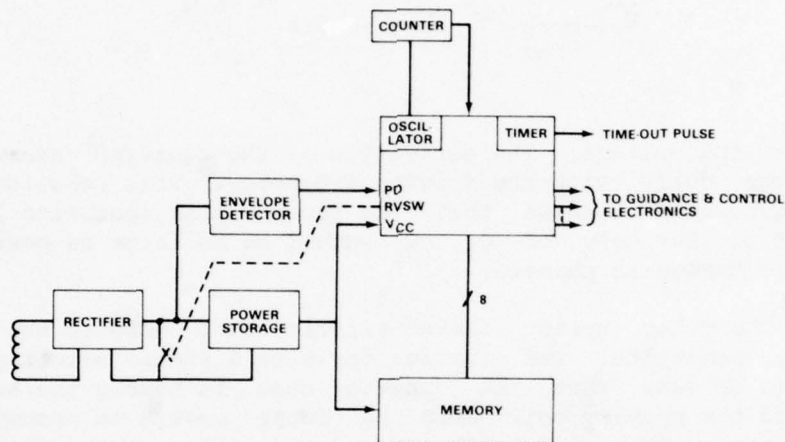 COUNTER
OSCIL-
LATOR
TIMER
TIME-OUT PULSE
ENVELOPE
DETECTOR
PD
RVSW
VCC
TO GUIDANCE & CONTROL
ELECTRONICS
RECTIFIER
POWER
STORAGE
8
MEMORY